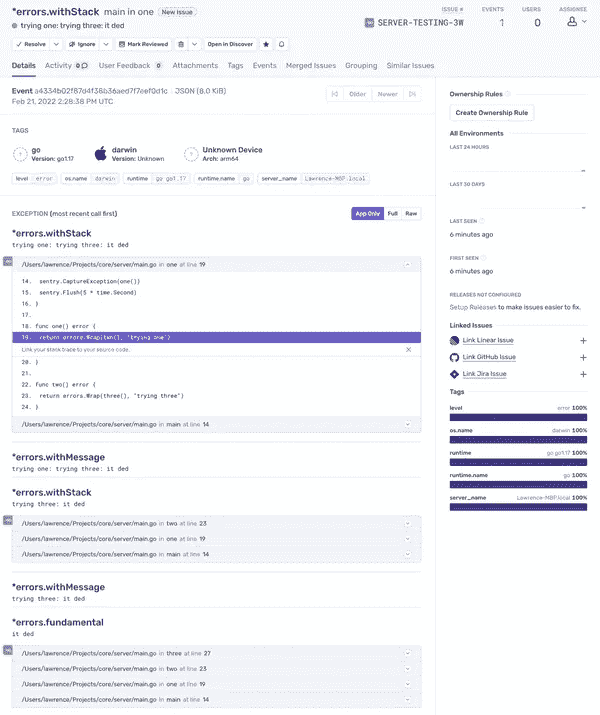 *errors.withStack main in one New Issue
trying one: trying three: it ded
ISSUE # EVENTS USERS ASSIGNEE
SERVER-TESTING-3W 1 0
Resolve Ignore Mark Reviewed Open in Discover
Details Activity 0 User Feedback 0 Attachments Tags Events Merged Issues Grouping Similar Issues
Event JSON (8.0 KiB)
Feb 21, 2022 2:28:38 PM UTC
Older Newer
TAGS
go
Version: go1.17
darwin
Version: Unknown
Unknown Device
Arch: arm64
level error os.name darwin runtime go go1.17 runtime.name go server_name Lawrence-MBP.local
EXCEPTION (most recent call first)
App Only Full Raw
*errors.withStack
trying one: trying three: it ded
/Users/lawrence/Projects/core/server/main.go in one at line 19
14. sentry.CaptureException(one())
15. sentry.Flush(5 * time.Second)
16. }
17.
18. func one() error {
19. return errors.Wrap(two(), "trying one")
Link your stack trace to your source code.
20. }
21.
22. func two() error {
23. return errors.Wrap(three(), "trying three")
24. }
/Users/lawrence/Projects/core/server/main.go in main at line 14
*errors.withMessage
trying one: trying three: it ded
*errors.withStack
trying three: it ded
/Users/lawrence/Projects/core/server/main.go in two at line 23
/Users/lawrence/Projects/core/server/main.go in one at line 19
/Users/lawrence/Projects/core/server/main.go in main at line 14
*errors.withMessage
trying three: it ded
*errors.fundamental
it ded
/Users/lawrence/Projects/core/server/main.go in three at line 27
/Users/lawrence/Projects/core/server/main.go in two at line 23
/Users/lawrence/Projects/core/server/main.go in one at line 19
/Users/lawrence/Projects/core/server/main.go in main at line 14
Ownership Rules
Create Ownership Rule
All Environments
LAST 24 HOURS
LAST 30 DAYS
LAST SEEN
6 minutes ago
FIRST SEEN
6 minutes ago
RELEASES NOT CONFIGURED
Setup Releases to make issues easier to fix.
Linked Issues
Link Linear Issue
Link GitHub Issue
Link Jira Issue
Tags
level error 100%
os.name darwin 100%
runtime go go1.17 100%
runtime.name go 100%
server_name Lawrence-MBP.local 100%